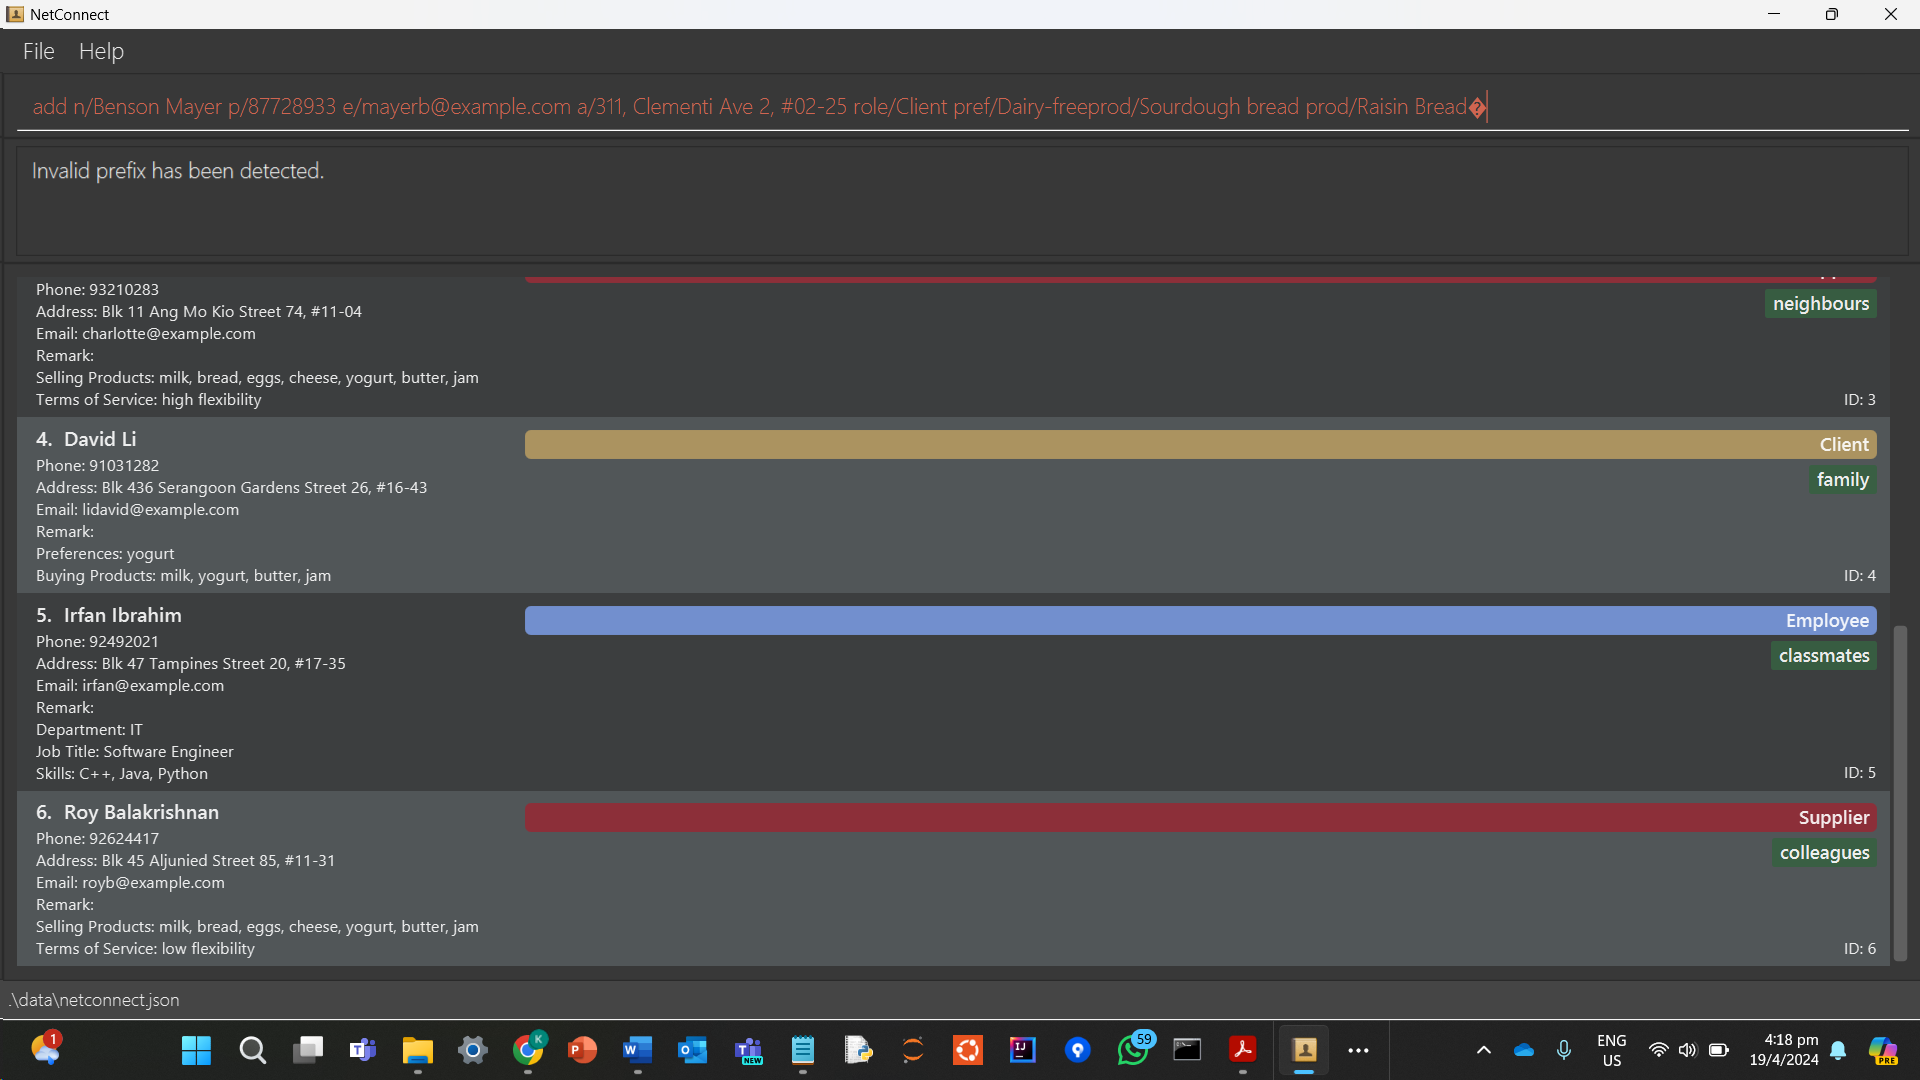 NetConnect
File Help
add n/Benson Mayer p/87728933 e/mayerb@example.com a/311, Clementi Ave 2, #02-25 role/Client pref/Dairy-freeprod/Sourdough bread prod/Raisin Bread�
Invalid prefix has been detected.
Phone: 93210283
neighbours
Address: Blk 11 Ang Mo Kio Street 74, #11-04
Email: charlotte@example.com
Remark:
Selling Products: milk, bread, eggs, cheese, yogurt, butter, jam
Terms of Service: high flexibility
ID: 3
4. David Li
Client
Phone: 91031282
family
Address: Blk 436 Serangoon Gardens Street 26, #16-43
Email: lidavid@example.com
Remark:
Preferences: yogurt
Buying Products: milk, yogurt, butter, jam
ID: 4
5. Irfan Ibrahim
Employee
Phone: 92492021
classmates
Address: Blk 47 Tampines Street 20, #17-35
Email: irfan@example.com
Remark:
Department: IT
Job Title: Software Engineer
Skills: C++, Java, Python
ID: 5
6. Roy Balakrishnan
Supplier
Phone: 92624417
colleagues
Address: Blk 45 Aljunied Street 85, #11-31
Email: royb@example.com
Remark:
Selling Products: milk, bread, eggs, cheese, yogurt, butter, jam
Terms of Service: low flexibility
ID: 6
.\data\netconnect.json
1
K
59
NEW
ENG
US
4:18 pm
19/4/2024
PRE